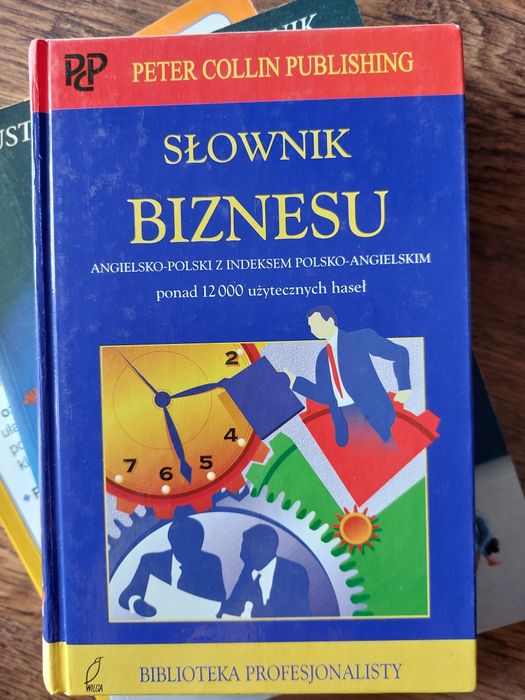 PCP PETER COLLIN PUBLISHING
SŁOWNIK
BIZNESU
ANGIELSKO-POLSKI Z INDEKSEM POLSKO-ANGIELSKIM
ponad 12 000 użytecznych haseł
2
4
5
6
7
WILGA
BIBLIOTEKA PROFESJONALISTY